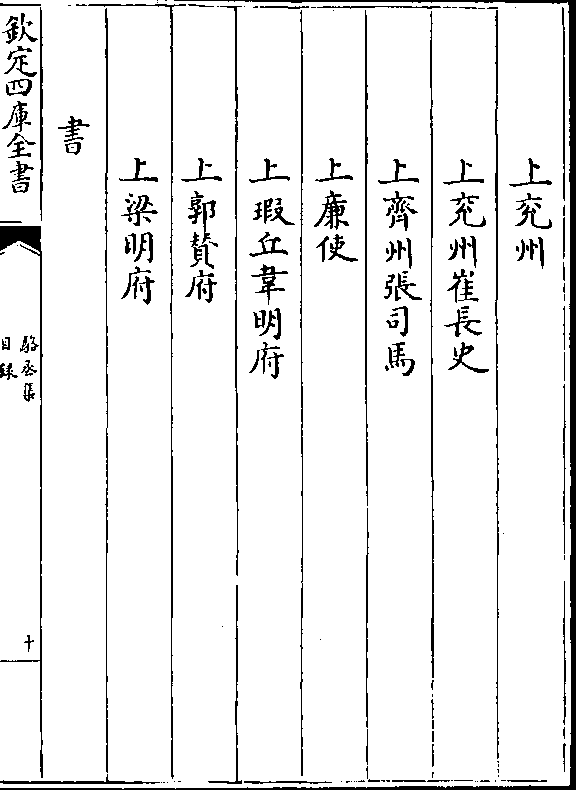 上兖州
上兖州崔長史
上齊州張司馬
上廉使
上瑕丘韋明府
上郭贊府
上梁明府
書
欽定四庫全書
駱丞集
目録
十